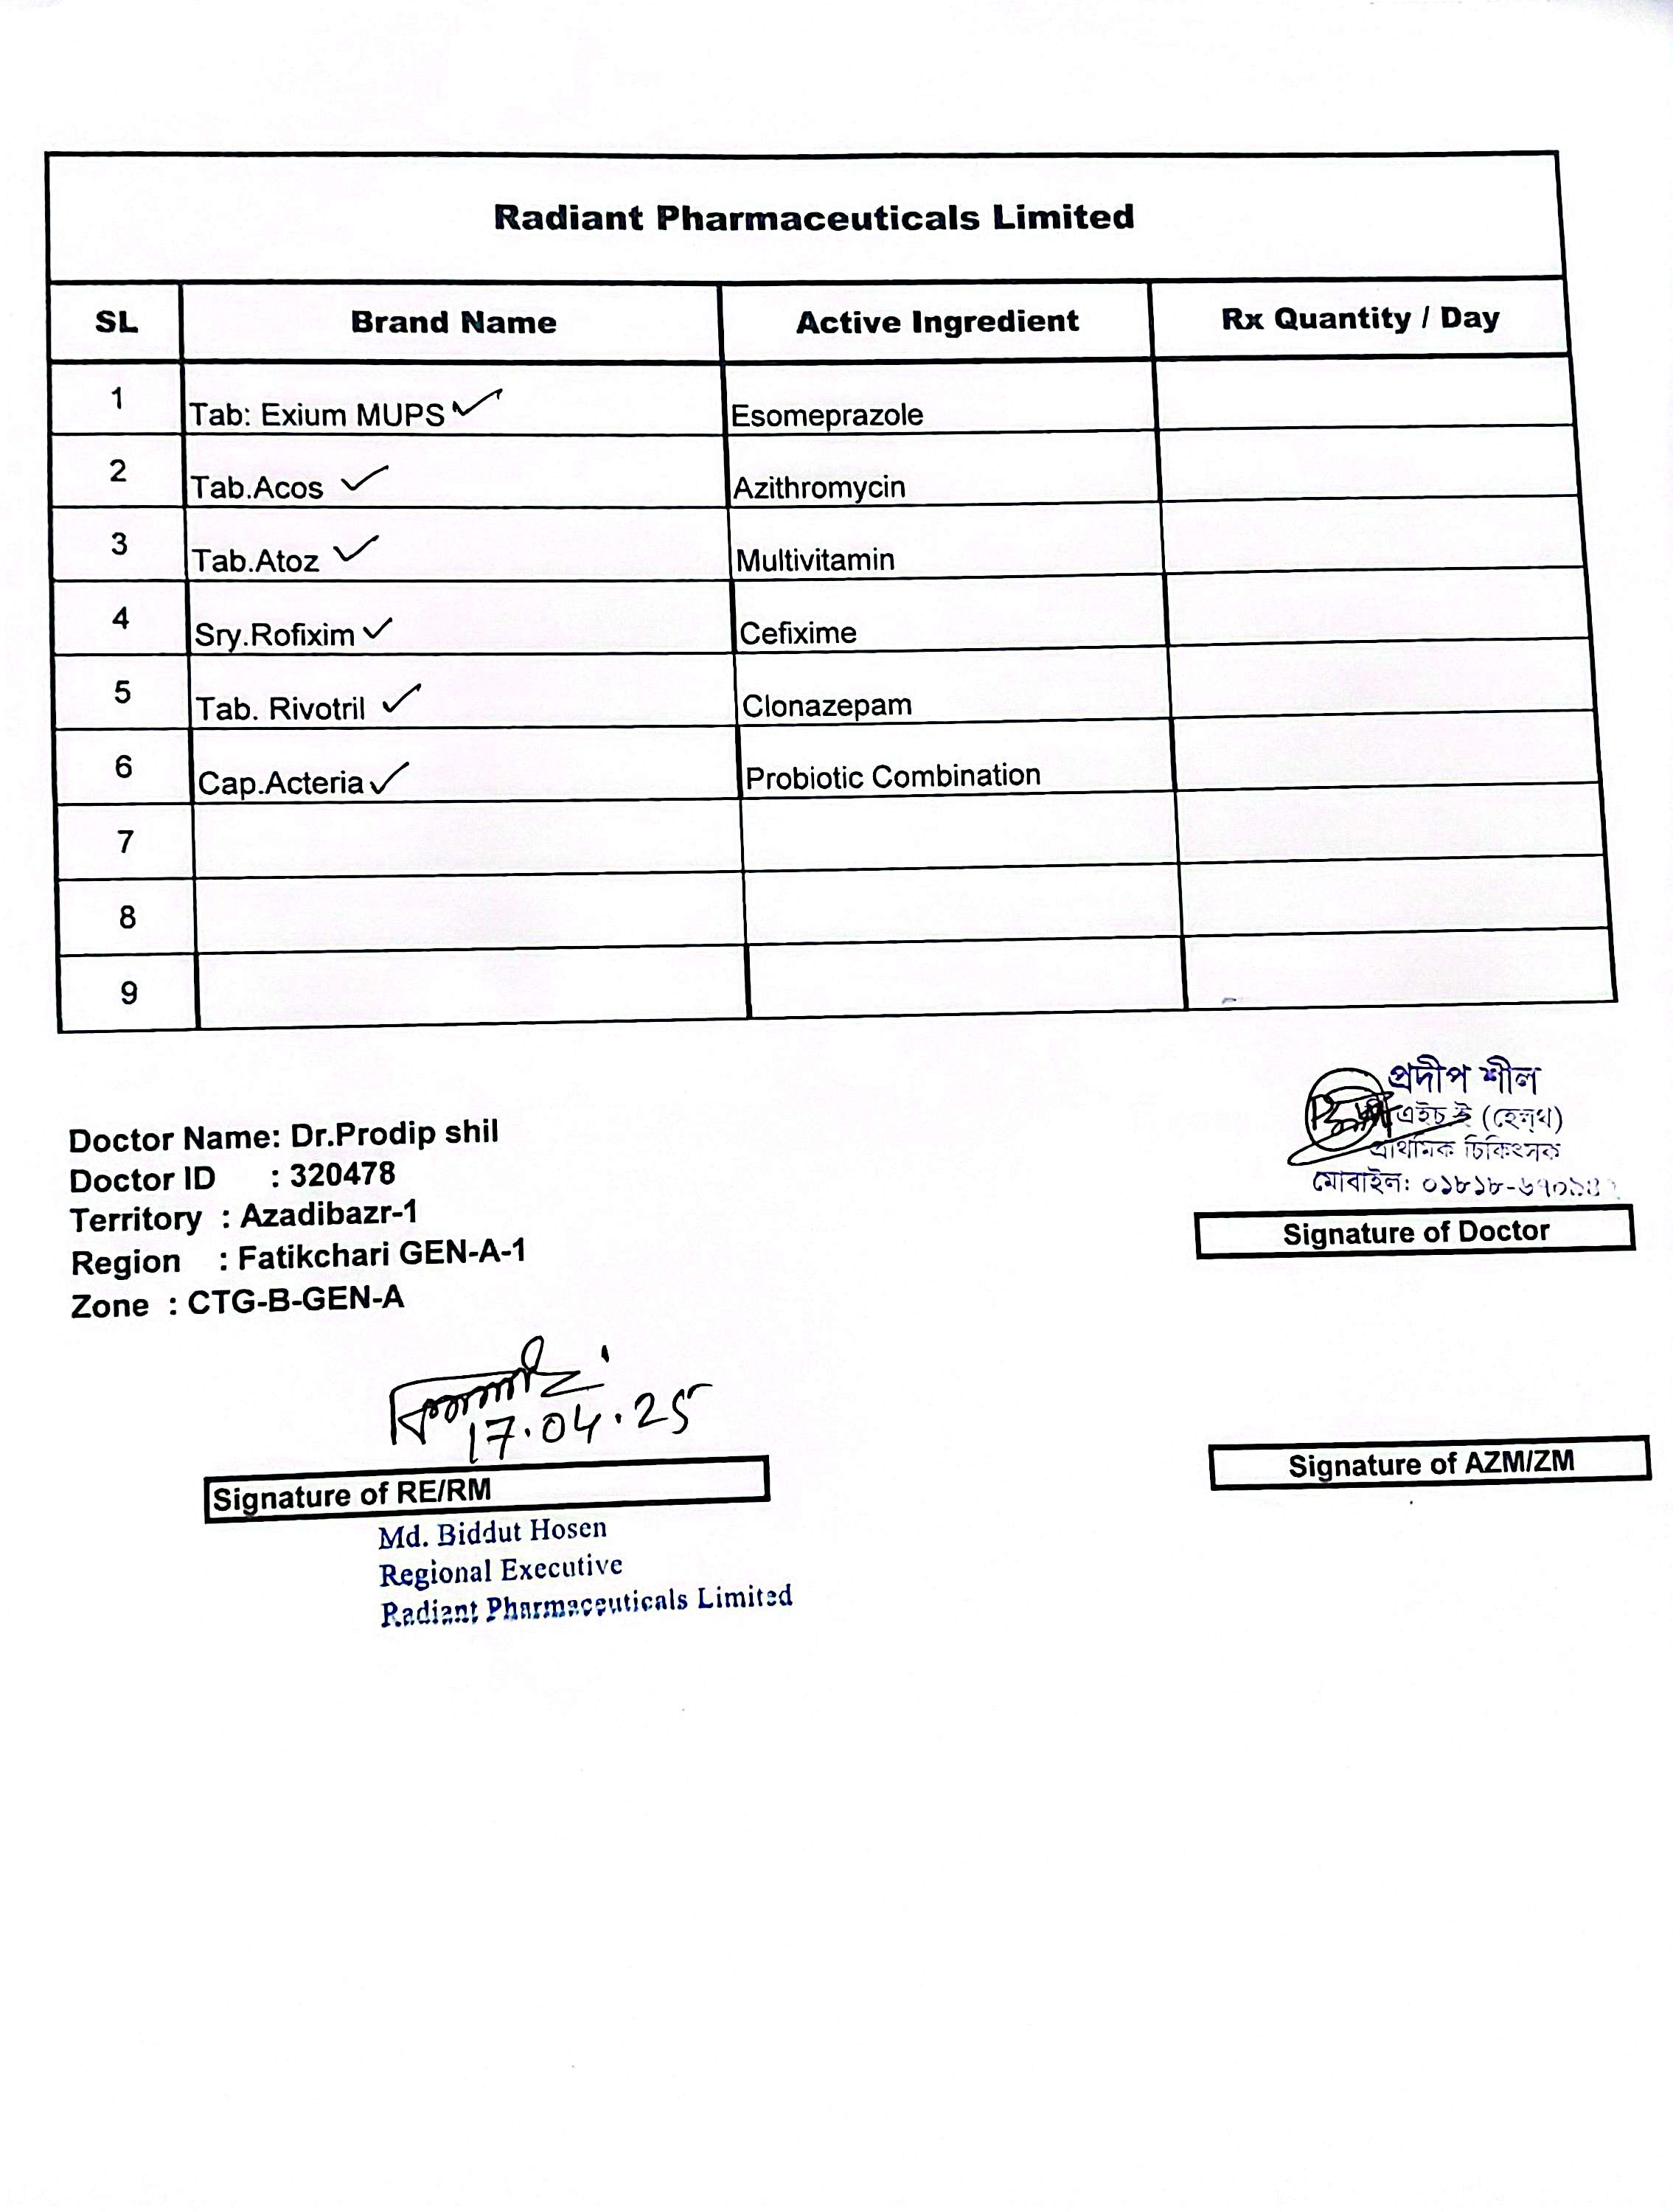 Radiant Pharmaceuticals Limited
SL Brand Name Active Ingredient Rx Quantity / Day
1 Tab: Exium MUPS Esomeprazole
2 Tab.Acos Azithromycin
3 Tab.Atoz Multivitamin
4 Sry.Rofixim Cefixime
5 Tab. Rivotril Clonazepam
6 Cap.Acteria Probiotic Combination
7
8
9
প্রদীপ শীল
এইচ ই (হেল্থ)
প্রাথমিক চিকিৎসক
মোবাইল:
Signature of Doctor
Doctor Name: Dr.Prodip shil
Doctor ID : 320478
Territory : Azadibazr-1
Region : Fatikchari GEN-A-1
Zone : CTG-B-GEN-A
17.04.25
Signature of RE/RM
Md. Biddut Hosen
Regional Executive
Radiant Pharmaceuticals Limited
Signature of AZM/ZM